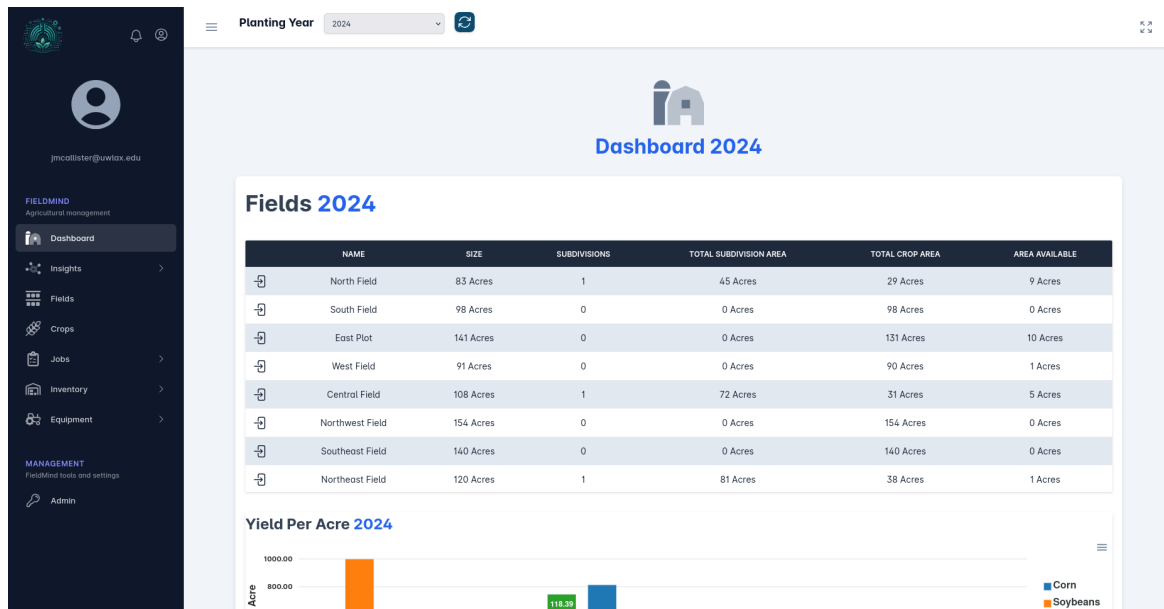 Planting Year 2024
jmcallister@uwlax.edu
FIELDMIND
Agricultural management
Dashboard
Insights
Fields
Crops
Jobs
Inventory
Equipment
MANAGEMENT
FieldMind tools and settings
Admin
Dashboard 2024
Fields 2024
NAME SIZE SUBDIVISIONS TOTAL SUBDIVISION AREA TOTAL CROP AREA AREA AVAILABLE
North Field 83 Acres 1 45 Acres 29 Acres 9 Acres
South Field 98 Acres 0 0 Acres 98 Acres 0 Acres
East Plot 141 Acres 0 0 Acres 131 Acres 10 Acres
West Field 91 Acres 0 0 Acres 90 Acres 1 Acres
Central Field 108 Acres 1 72 Acres 31 Acres 5 Acres
Northwest Field 154 Acres 0 0 Acres 154 Acres 0 Acres
Southeast Field 140 Acres 0 0 Acres 140 Acres 0 Acres
Northeast Field 120 Acres 1 81 Acres 38 Acres 1 Acres
Yield Per Acre 2024
1000.00
800.00
Acre
118.39
Corn
Soybeans